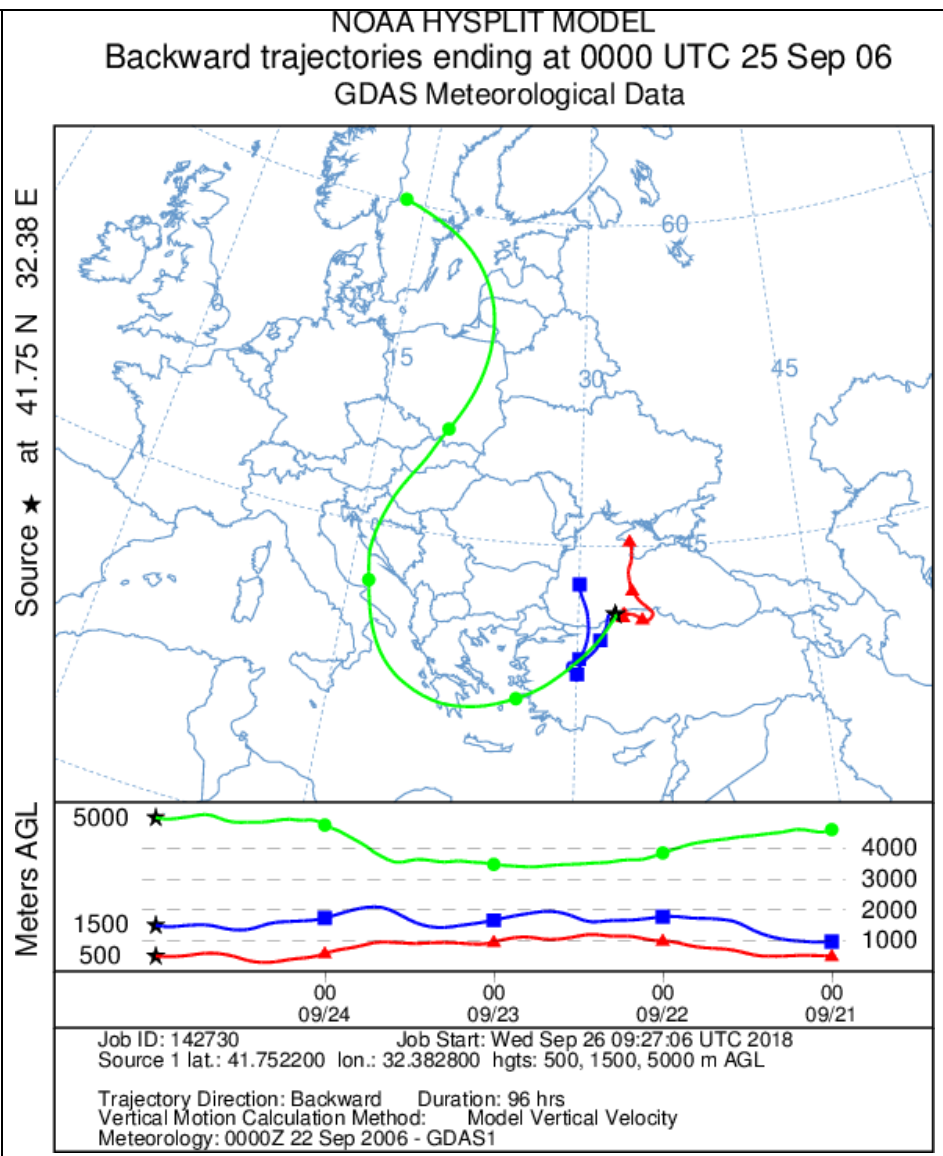 NOAA HYSPLIT MODEL
Backward trajectories ending at 0000 UTC 25 Sep 06
GDAS Meteorological Data
Source ★ at 41.75 N 32.38 E
60
0
15
30
45
45
Meters AGL
5000
1500
500
4000
3000
2000
1000
00 00 00 00
09/24 09/23 09/22 09/21
Job ID: 142730 Job Start: Wed Sep 26 09:27:06 UTC 2018
Source 1 lat.: 41.752200 lon.: 32.382800 hgts: 500, 1500, 5000 m AGL
Trajectory Direction: Backward Duration: 96 hrs
Vertical Motion Calculation Method: Model Vertical Velocity
Meteorology: 0000Z 22 Sep 2006 - GDAS1